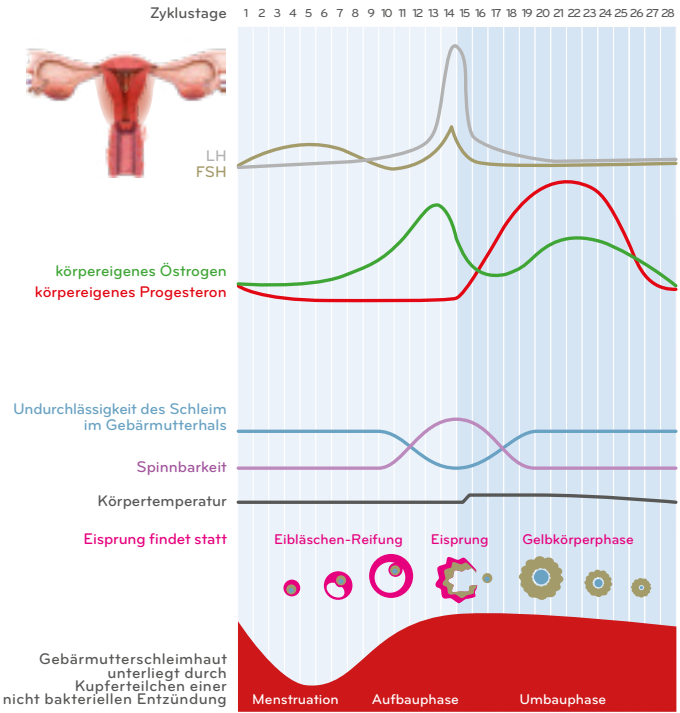 Zyklustage 1 2 3 4 5 6 7 8 9 10 11 12 13 14 15 16 17 18 19 20 21 22 23 24 25 26 27 28
LH
FSH
körpereigenes Östrogen
körpereigenes Progesteron
Undurchlässigkeit des Schleim
im Gebärmutterhals
Spinnbarkeit
Körpertemperatur
Eisprung findet statt Eibläschen-Reifung Eisprung Gelbkörperphase
Gebärmutterschleimhaut
unterliegt durch
Kupferteilchen einer
nicht bakteriellen Entzündung
Menstruation Aufbauphase Umbauphase